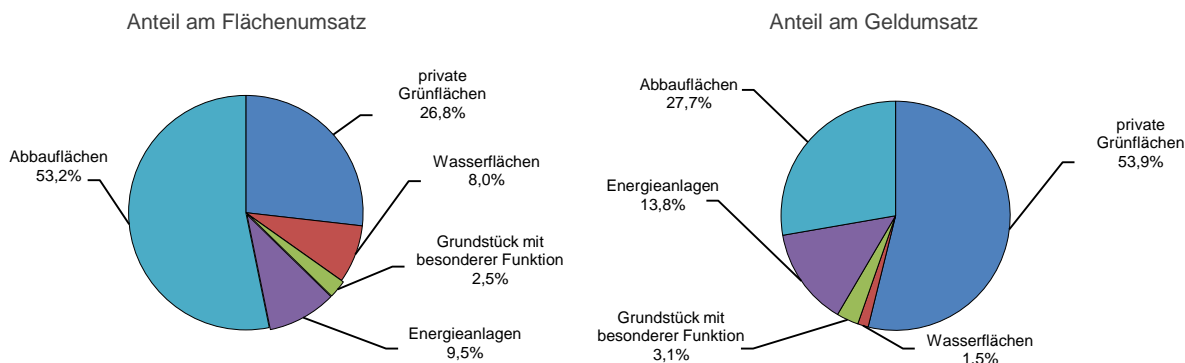 Anteil am Flächenumsatz
private
Grünflächen
26,8%
Wasserflächen
8,0%
Grundstück mit
besonderer Funktion
2,5%
Energieanlagen
9,5%
Abbauflächen
53,2%
Anteil am Geldumsatz
private
Grünflächen
53,9%
Wasserflächen
1,5%
Grundstück mit
besonderer Funktion
3,1%
Energieanlagen
13,8%
Abbauflächen
27,7%